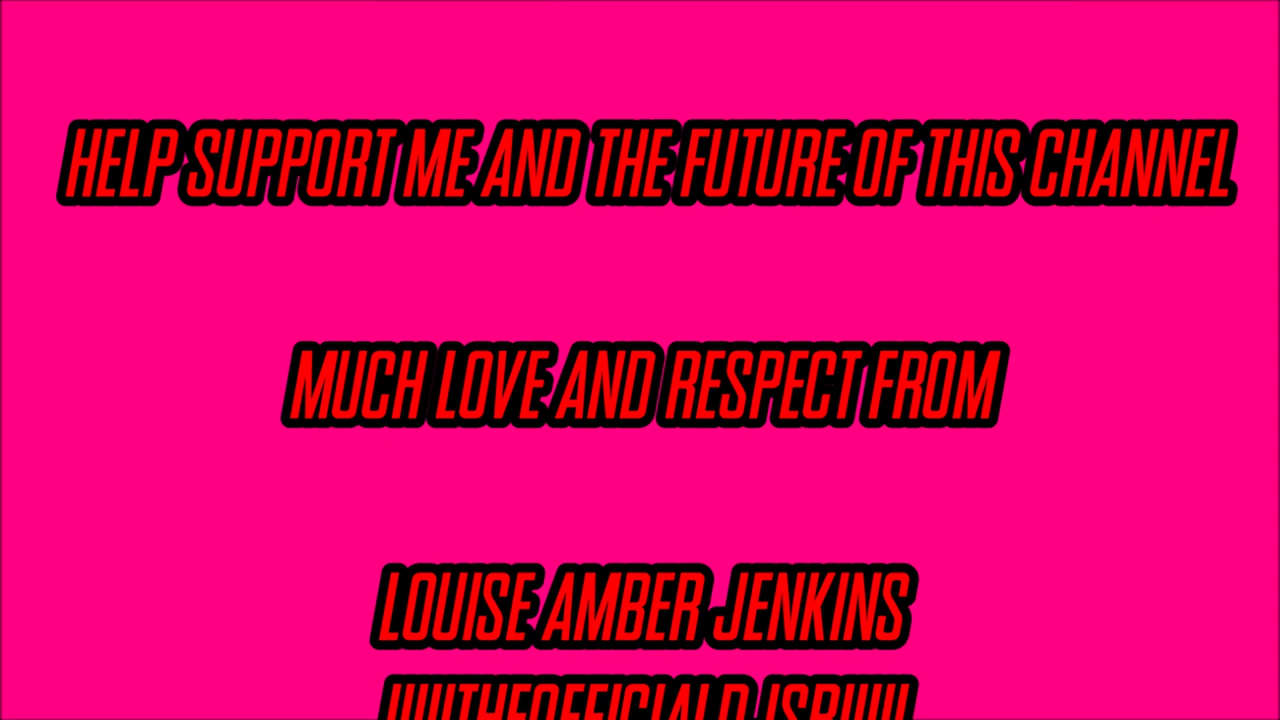 HELP SUPPORT ME AND THE FUTURE OF THIS CHANNEL
MUCH LOVE AND RESPECT FROM
LOUISE AMBER JENKINS